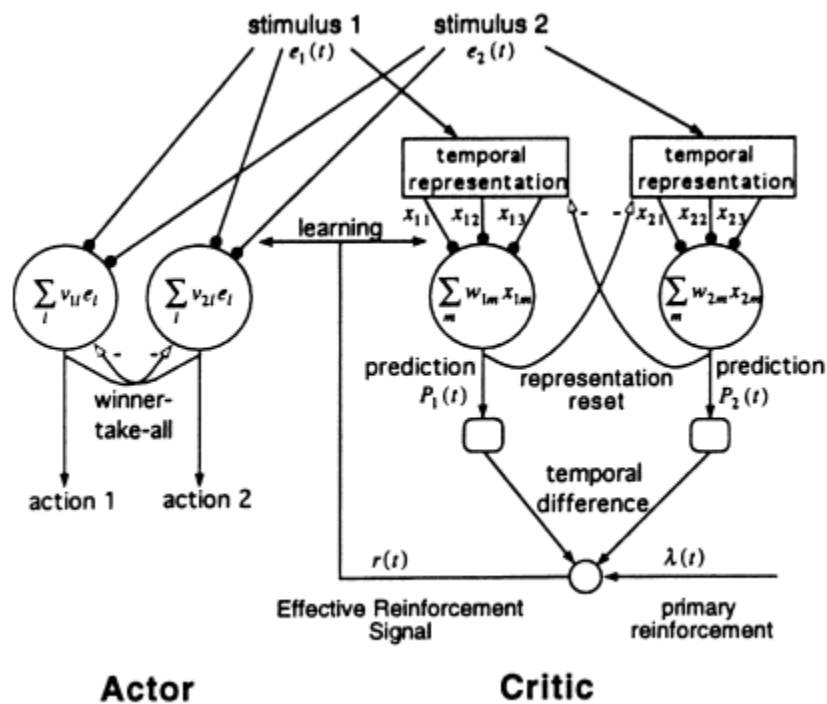 stimulus 1
e₁(t)
stimulus 2
e₂(t)
temporal
representation
temporal
representation
x₁₁ x₁₂ x₁₃
x₂₁ x₂₂ x₂₃
- -
learning
∑ₗ v₁ₗeₗ
∑ₗ v₂ₗeₗ
∑ₘ w₁ₘx₁ₘ
∑ₘ w₂ₘx₂ₘ
- -
winner-
take-all
action 1
action 2
prediction
P₁(t)
representation
reset
prediction
P₂(t)
temporal
difference
r(t)
λ(t)
Effective Reinforcement
Signal
primary
reinforcement
Actor
Critic